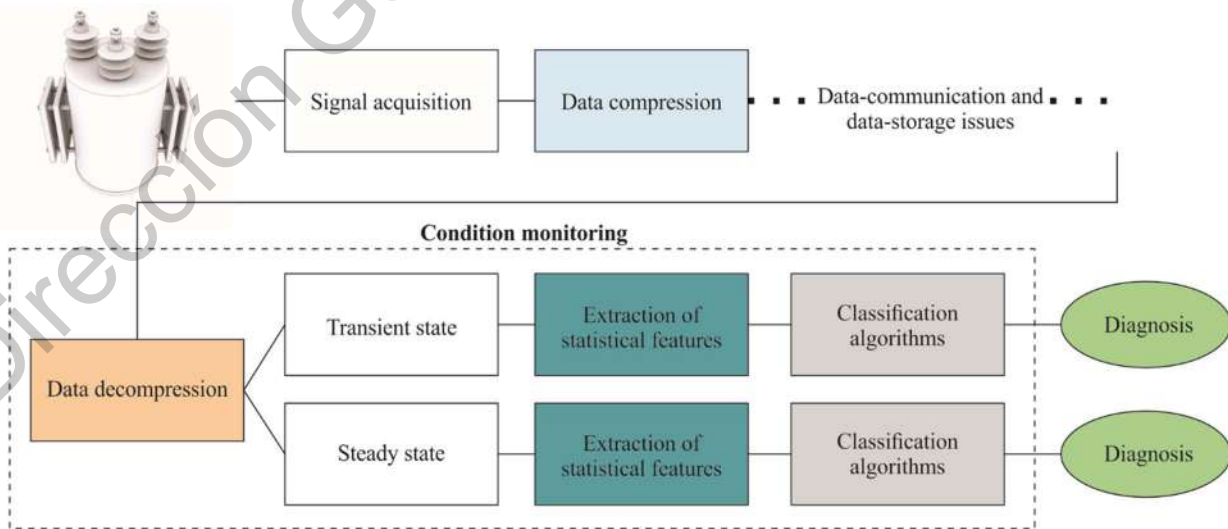 Dirección G
Signal acquisition
Data compression
Data-communication and
data-storage issues
Condition monitoring
Data decompression
Transient state
Extraction of
statistical features
Classification
algorithms
Diagnosis
Steady state
Extraction of
statistical features
Classification
algorithms
Diagnosis